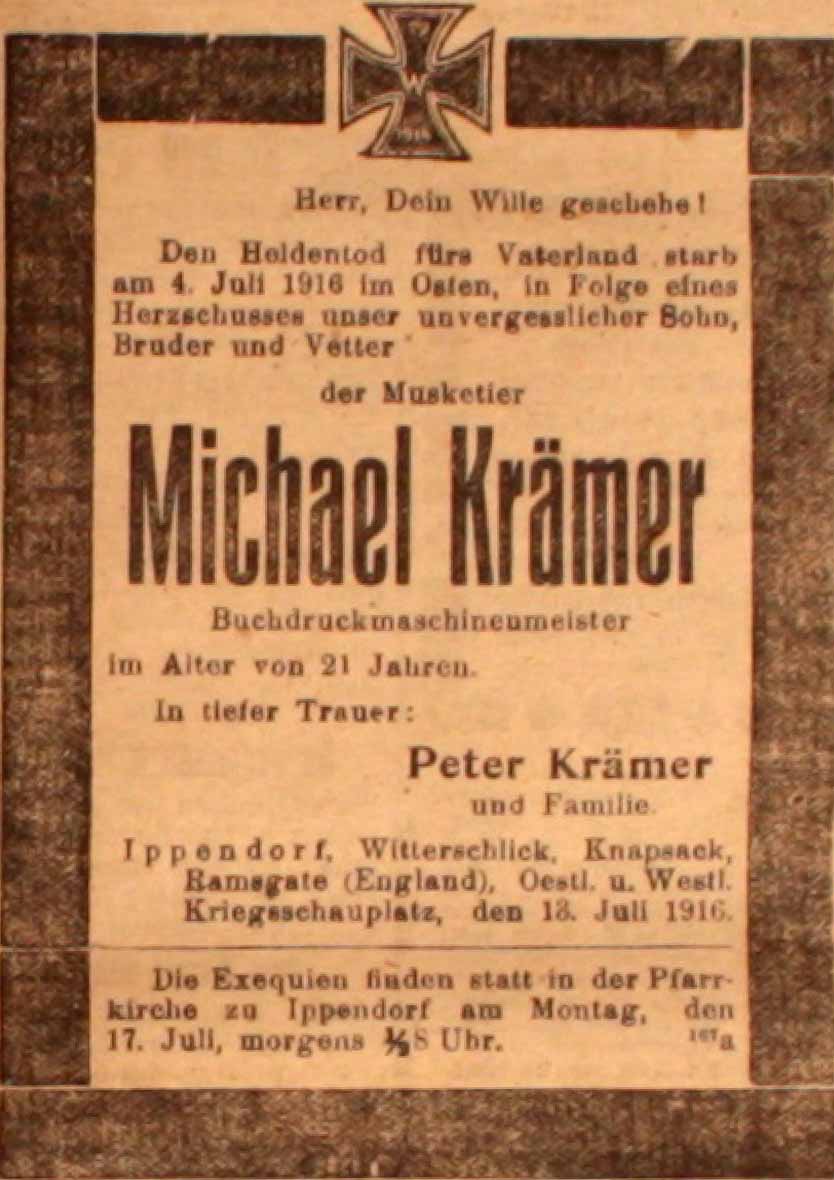 W
1914
Herr, Dein Wille geschehe!
Den Heldentod fürs Vaterland starb
am 4. Juli 1916 im Osten, in Folge eines
Herzschusses unser unvergesslicher Sohn,
Bruder und Vetter
der Musketier
Michael Krämer
Buchdruckmaschinenmeister
im Alter von 21 Jahren.
In tiefer Trauer:
Peter Krämer
und Familie.
Ippendorf, Witterschlick, Knapsack,
Ramsgate (England), Oestl. u. Westl.
Kriegsschauplatz, den 13. Juli 1916.
Die Exequien finden statt in der Pfarr-
kirche zu Ippendorf am Montag, den
17. Juli, morgens ½8 Uhr. 167a